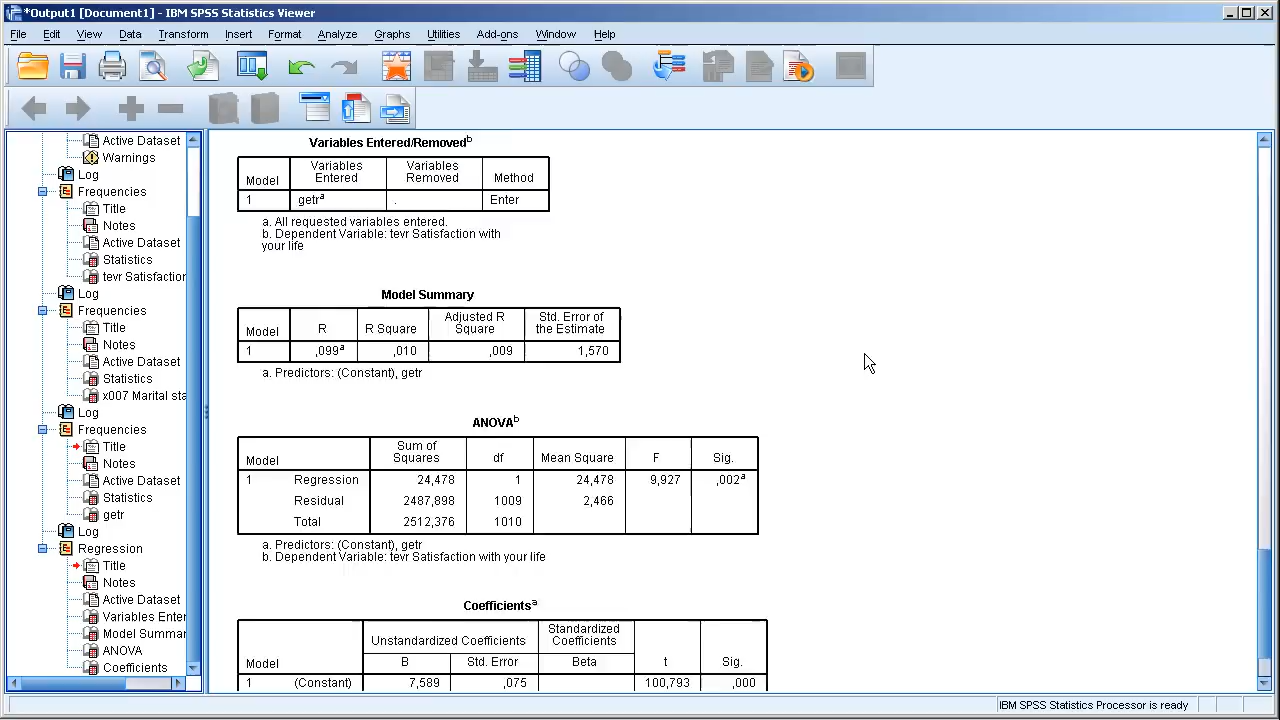 *Output1 [Document1] - IBM SPSS Statistics Viewer
File Edit View Data Transform Insert Format Analyze Graphs Utilities Add-ons Window Help
Active Dataset
Warnings
Log
Frequencies
Title
Notes
Active Dataset
Statistics
tevr Satisfaction
Log
Frequencies
Title
Notes
Active Dataset
Statistics
x007 Marital sta
Log
Frequencies
Title
Notes
Active Dataset
Statistics
getr
Log
Regression
Title
Notes
Active Dataset
Variables Enter
Model Summar
ANOVA
Coefficients
Variables Entered/Removedb
Model Variables Entered Variables Removed Method
1 getra . Enter
a. All requested variables entered.
b. Dependent Variable: tevr Satisfaction with
your life
Model Summary
Model R R Square Adjusted R Square Std. Error of the Estimate
1 ,099a ,010 ,009 1,570
a. Predictors: (Constant), getr
ANOVAb
Model Sum of Squares df Mean Square F Sig.
1 Regression 24,478 1 24,478 9,927 ,002a
Residual 2487,898 1009 2,466
Total 2512,376 1010
a. Predictors: (Constant), getr
b. Dependent Variable: tevr Satisfaction with your life
Coefficientsa
Unstandardized Coefficients Standardized Coefficients
Model B Std. Error Beta t Sig.
1 (Constant) 7,589 ,075 100,793 ,000
IBM SPSS Statistics Processor is ready